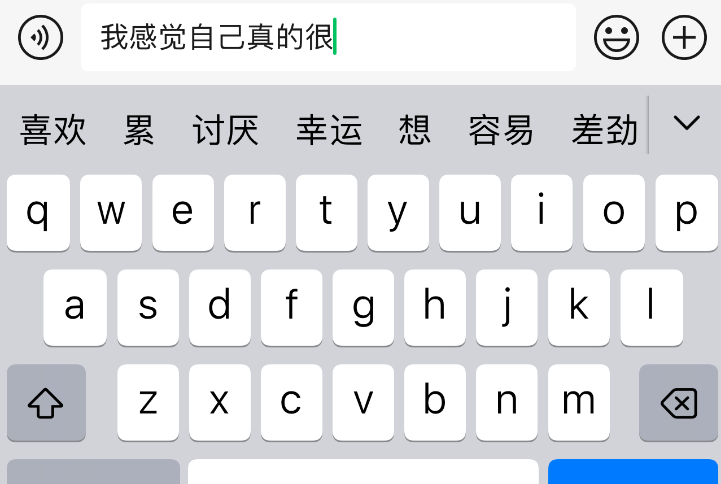 我感觉自己真的很
喜欢 累 讨厌 幸运 想 容易 差劲
q w e r t y u i o p
a s d f g h j k l
z x c v b n m